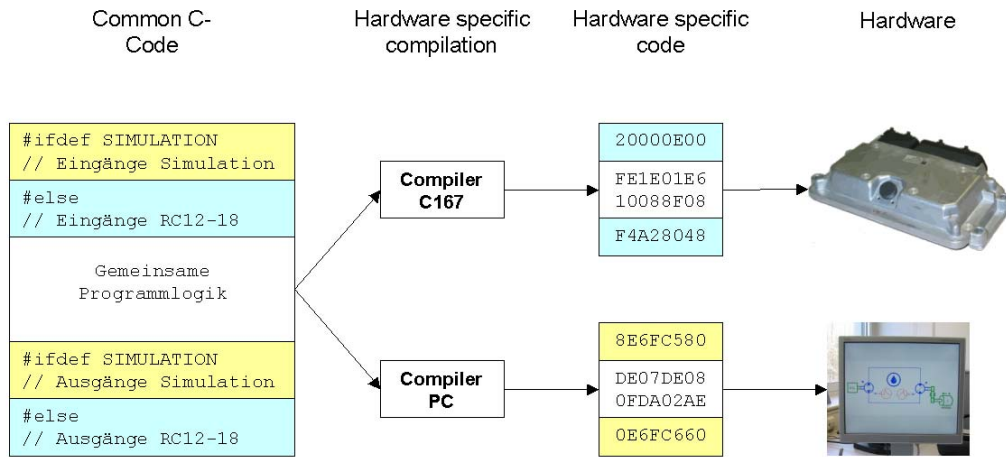 Common C-
Code
Hardware specific
compilation
Hardware specific
code
Hardware
#ifdef SIMULATION
// Eingänge Simulation
#else
// Eingänge RC12-18
Gemeinsame
Programmlogik
#ifdef SIMULATION
// Ausgänge Simulation
#else
// Ausgänge RC12-18
Compiler
C167
Compiler
PC
20000E00
FE1E01E6
10088F08
F4A28048
8E6FC580
DE07DE08
0FDA02AE
0E6FC660